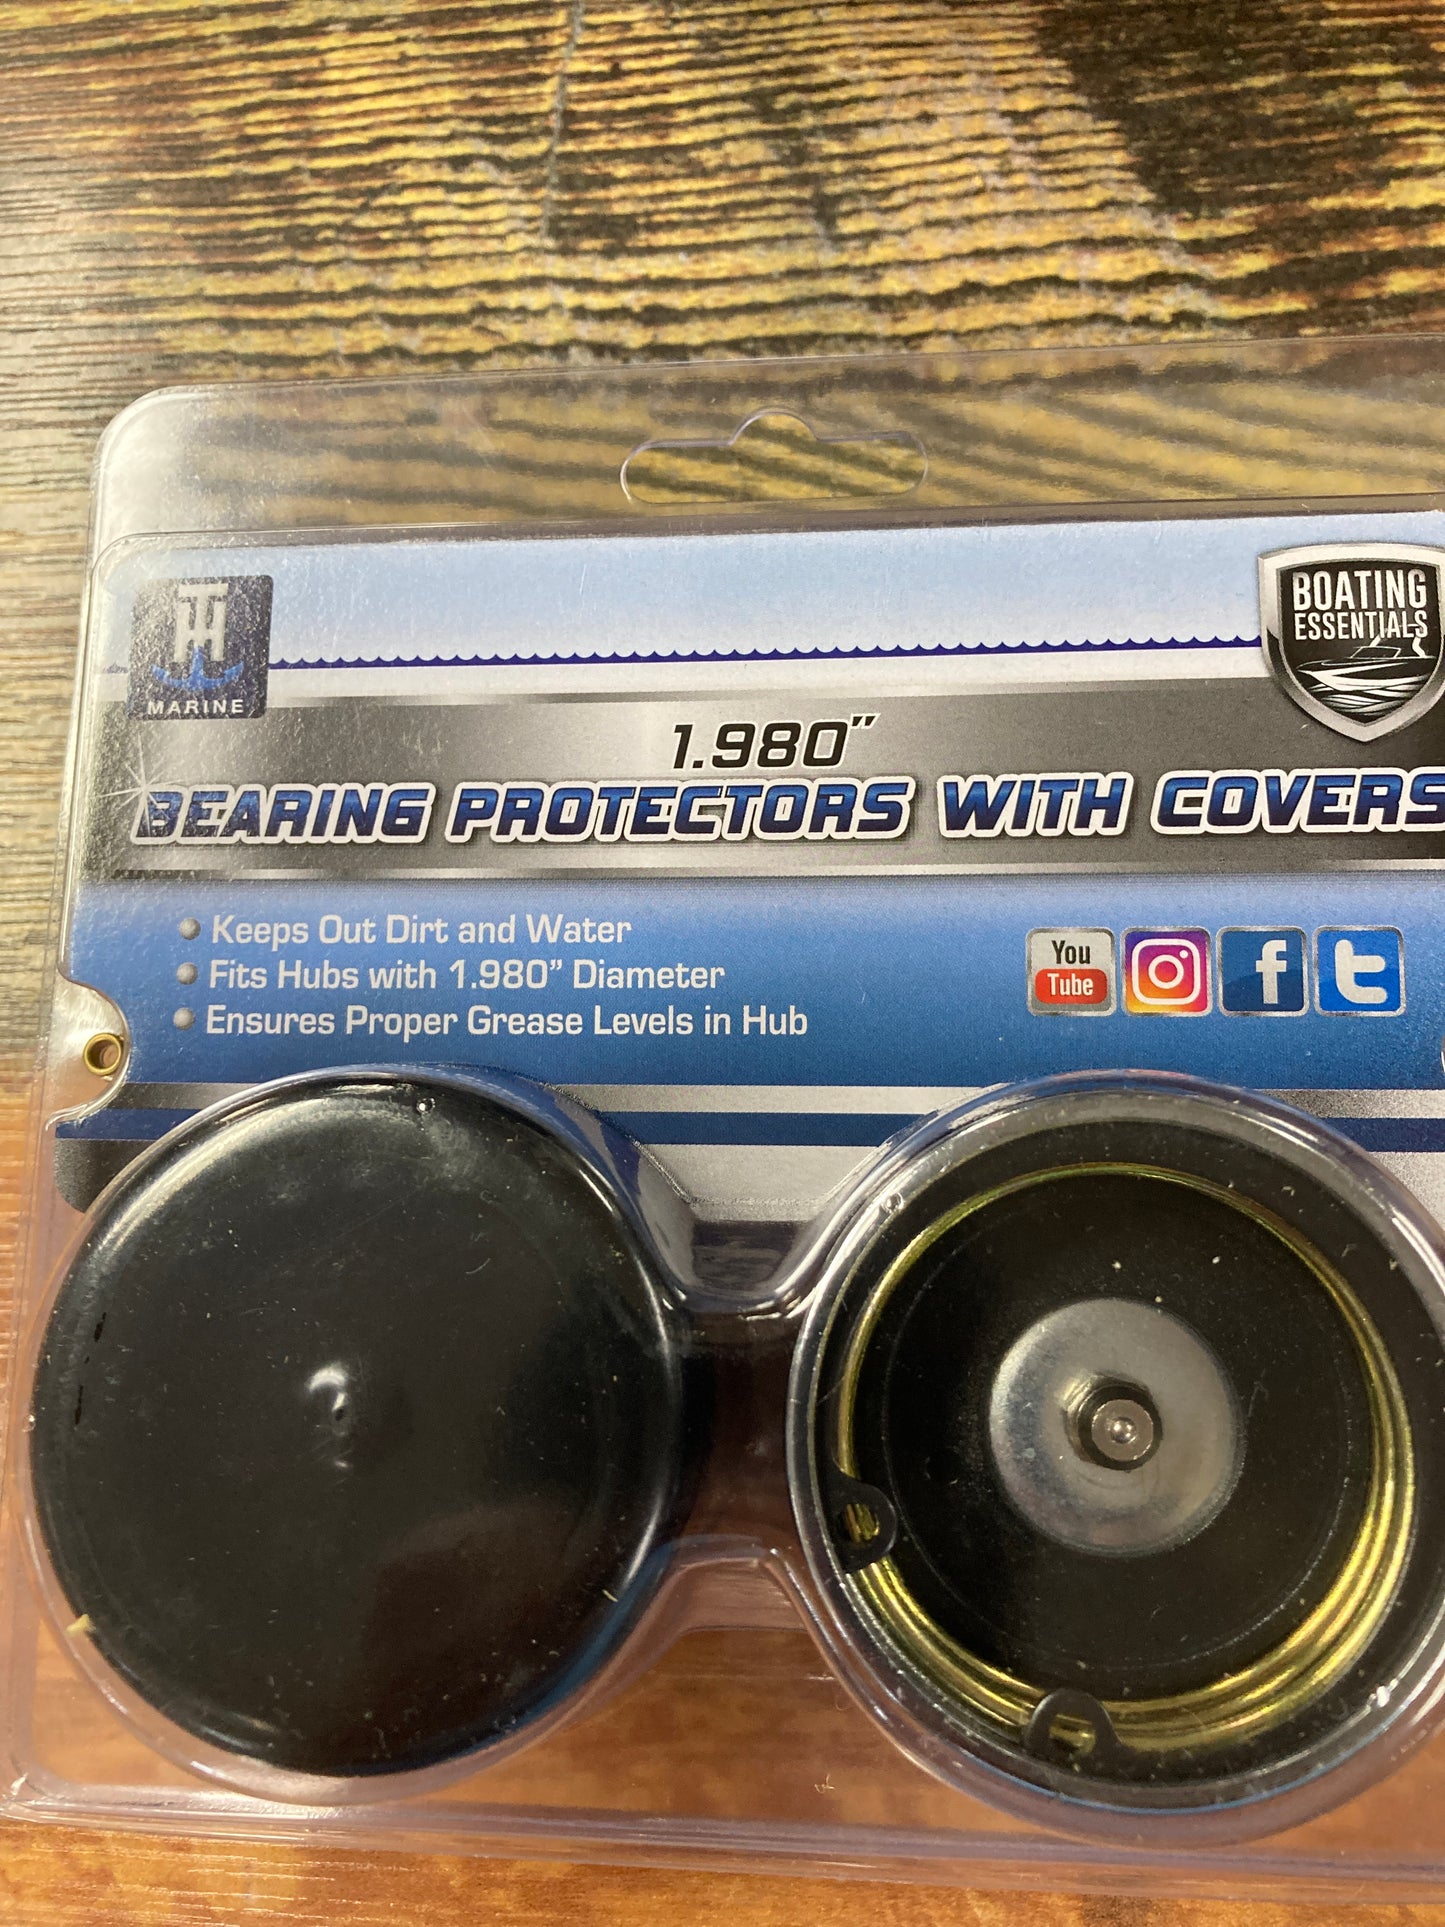 TH
MARINE
BOATING
ESSENTIALS
1.980"
BEARING PROTECTORS WITH COVERS
Keeps Out Dirt and Water
Fits Hubs with 1.980" Diameter
Ensures Proper Grease Levels in Hub
You
Tube
f
t